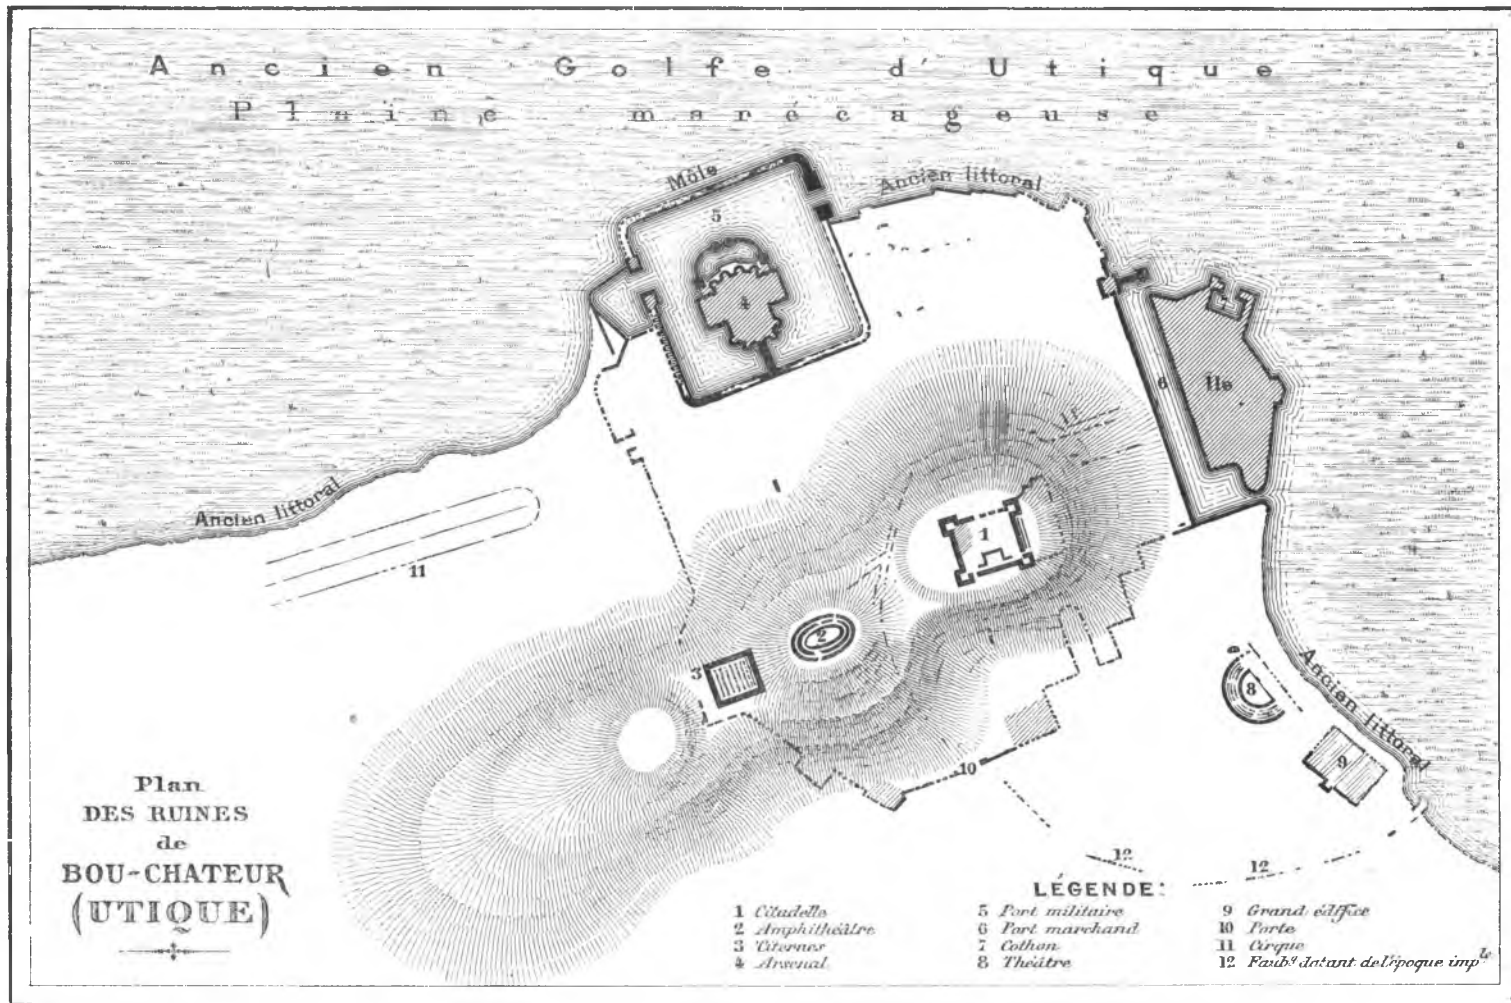 Ancien Golfe d'Utique
Plaine marécageuse
Môle
Ancien littoral
5
4
7
6
Ile
Ancien littoral
11
1
2
3
8
Ancien littoral
9
10
12
12
Plan
DES RUINES
de
BOU-CHATEUR
(UTIQUE)
LÉGENDE:
1 Citadelle
2 Amphithéâtre
3 Citernes
4 Arsenal
5 Port militaire
6 Port marchand
7 Cothon
8 Théâtre
9 Grand édifice
10 Porte
11 Cirque
12 Faubg datant de l'époque imple